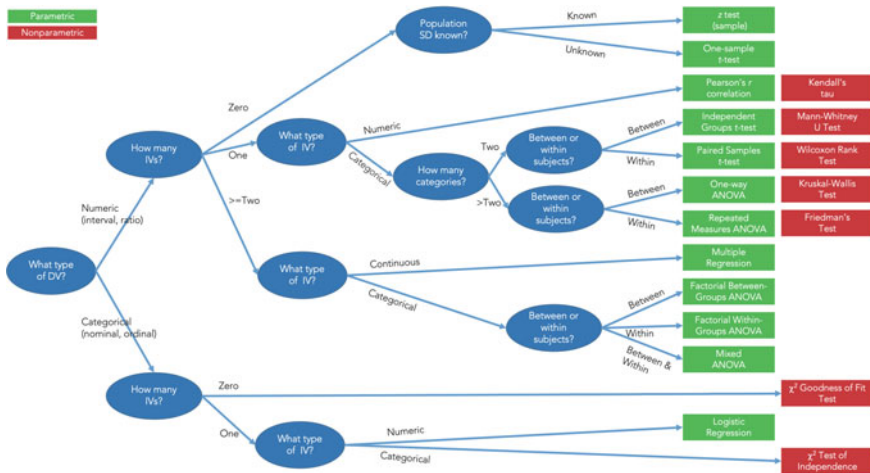 Parametric
Nonparametric
Population
SD known?
Known
Unknown
z test
(sample)
One-sample
t-test
Zero
How many
IVs?
One
>=Two
What type
of IV?
Numeric
Categorical
Pearson's r
correlation
Kendall's
tau
How many
categories?
Two
>Two
Between or
within
subjects?
Between
Within
Independent
Groups t-test
Mann-Whitney
U Test
Paired Samples
t-test
Wilcoxon Rank
Test
Between or
within
subjects?
Between
Within
One-way
ANOVA
Kruskal-Wallis
Test
Repeated
Measures ANOVA
Friedman's
Test
Numeric
(interval, ratio)
What type
of DV?
Categorical
(nominal, ordinal)
What type
of IV?
Continuous
Categorical
Multiple
Regression
Between or
within
subjects?
Between
Within
Between &
Within
Factorial Between-
Groups ANOVA
Factorial Within-
Groups ANOVA
Mixed
ANOVA
How many
IVs?
Zero
One
χ² Goodness of Fit
Test
What type
of IV?
Numeric
Categorical
Logistic
Regression
χ² Test of
Independence